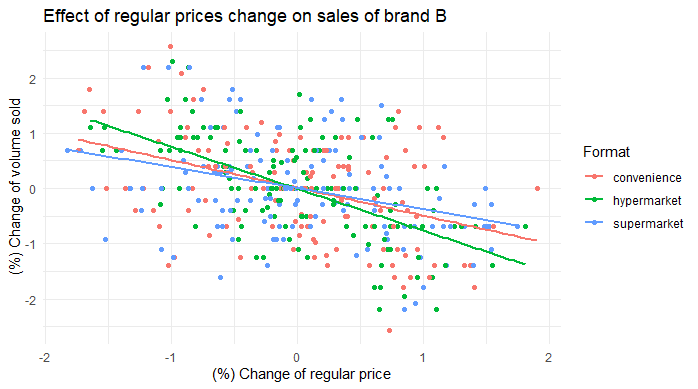 Effect of regular prices change on sales of brand B
(%) Change of volume sold
2
1
0
-1
-2
-2
-1
0
1
2
(%) Change of regular price
Format
convenience
hypermarket
supermarket